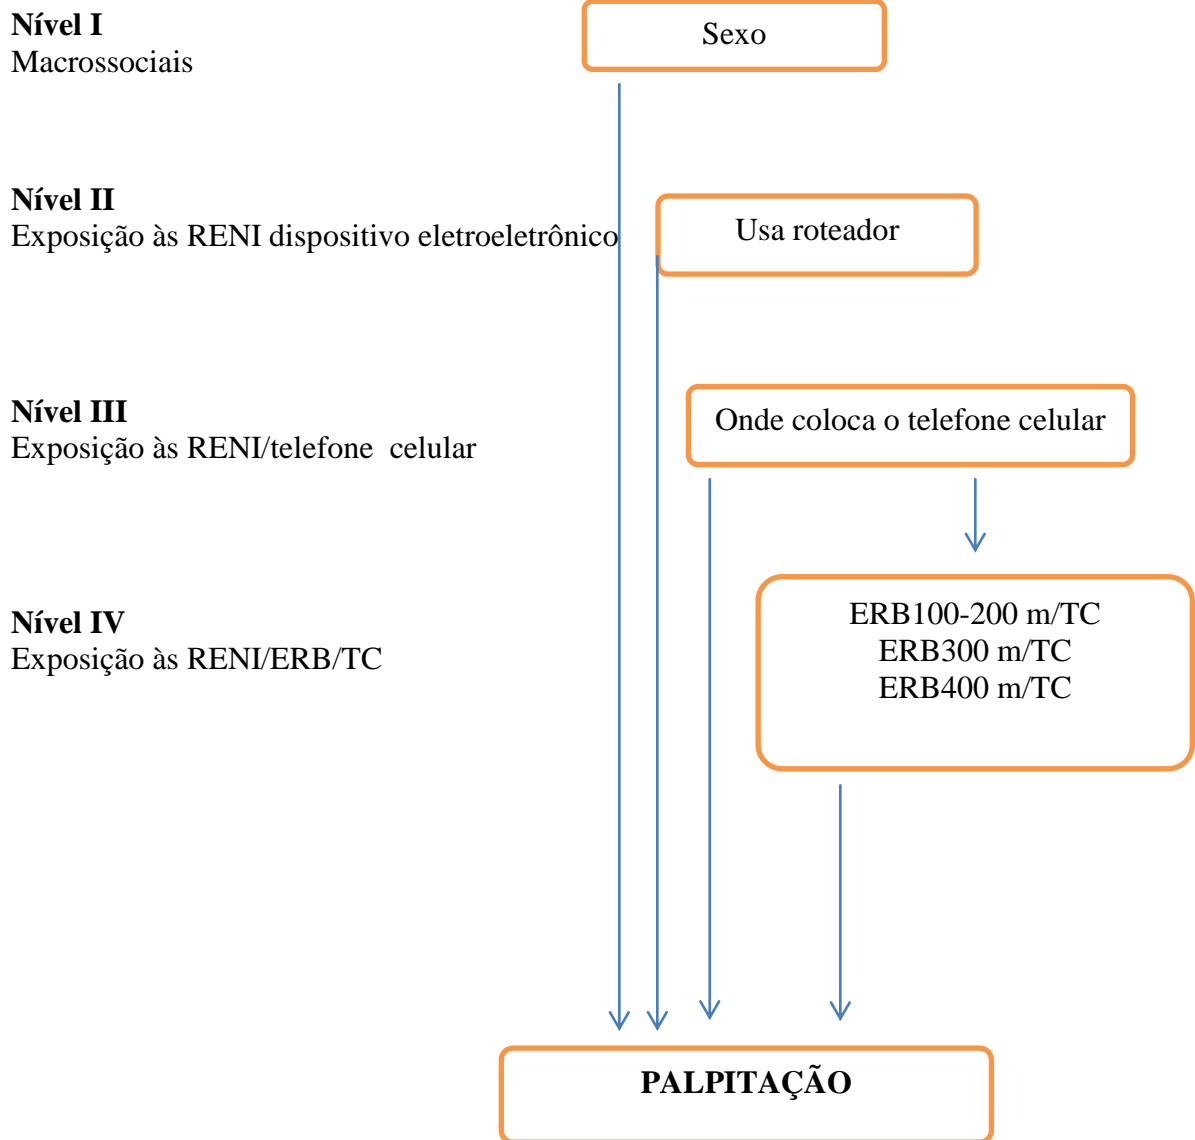 Nível I
Macrossociais
Sexo
Nível II
Exposição às RENI dispositivo eletroeletrônico
Usa roteador
Nível III
Exposição às RENI/telefone  celular
Onde coloca o telefone celular
Nível IV
Exposição às RENI/ERB/TC
ERB100-200 m/TC
ERB300 m/TC
ERB400 m/TC
PALPITAÇÃO